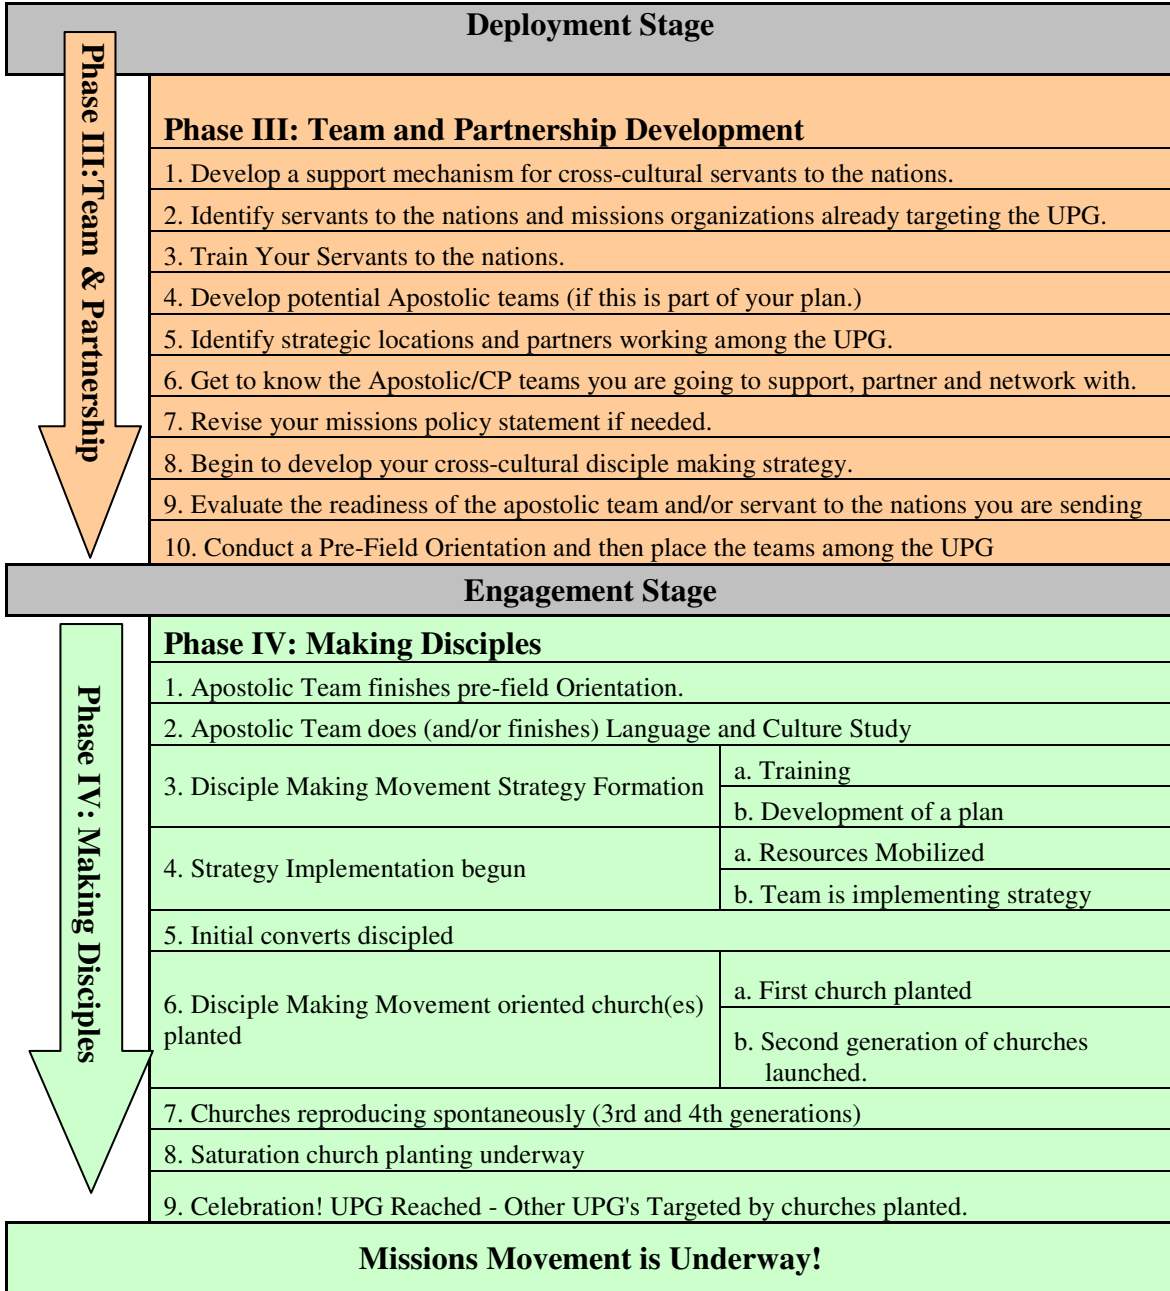 Deployment Stage
Phase III:Team & Partnership
Phase III: Team and Partnership Development
1. Develop a support mechanism for cross-cultural servants to the nations.
2. Identify servants to the nations and missions organizations already targeting the UPG.
3. Train Your Servants to the nations.
4. Develop potential Apostolic teams (if this is part of your plan.)
5. Identify strategic locations and partners working among the UPG.
6. Get to know the Apostolic/CP teams you are going to support, partner and network with.
7. Revise your missions policy statement if needed.
8. Begin to develop your cross-cultural disciple making strategy.
9. Evaluate the readiness of the apostolic team and/or servant to the nations you are sending
10. Conduct a Pre-Field Orientation and then place the teams among the UPG
Engagement Stage
Phase IV: Making Disciples
Phase IV: Making Disciples
1. Apostolic Team finishes pre-field Orientation.
2. Apostolic Team does (and/or finishes) Language and Culture Study
3. Disciple Making Movement Strategy Formation
a. Training
b. Development of a plan
4. Strategy Implementation begun
a. Resources Mobilized
b. Team is implementing strategy
5. Initial converts discipled
6. Disciple Making Movement oriented church(es)
planted
a. First church planted
b. Second generation of churches
launched.
7. Churches reproducing spontaneously (3rd and 4th generations)
8. Saturation church planting underway
9. Celebration! UPG Reached - Other UPG's Targeted by churches planted.
Missions Movement is Underway!